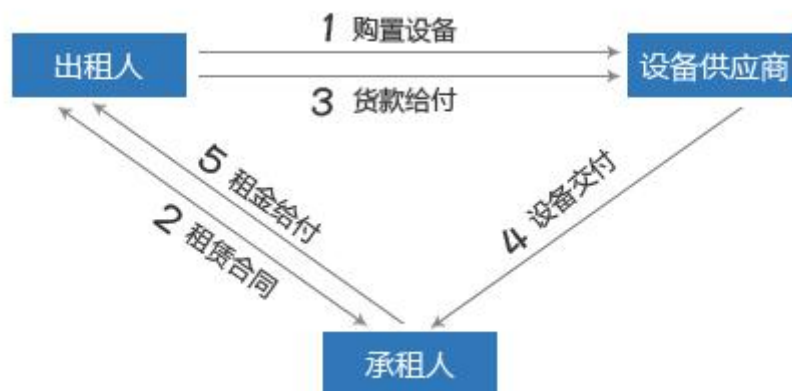 1 购置设备
出租人
设备供应商
3 货款给付
5 租金给付
2 租赁合同
4 设备交付
承租人